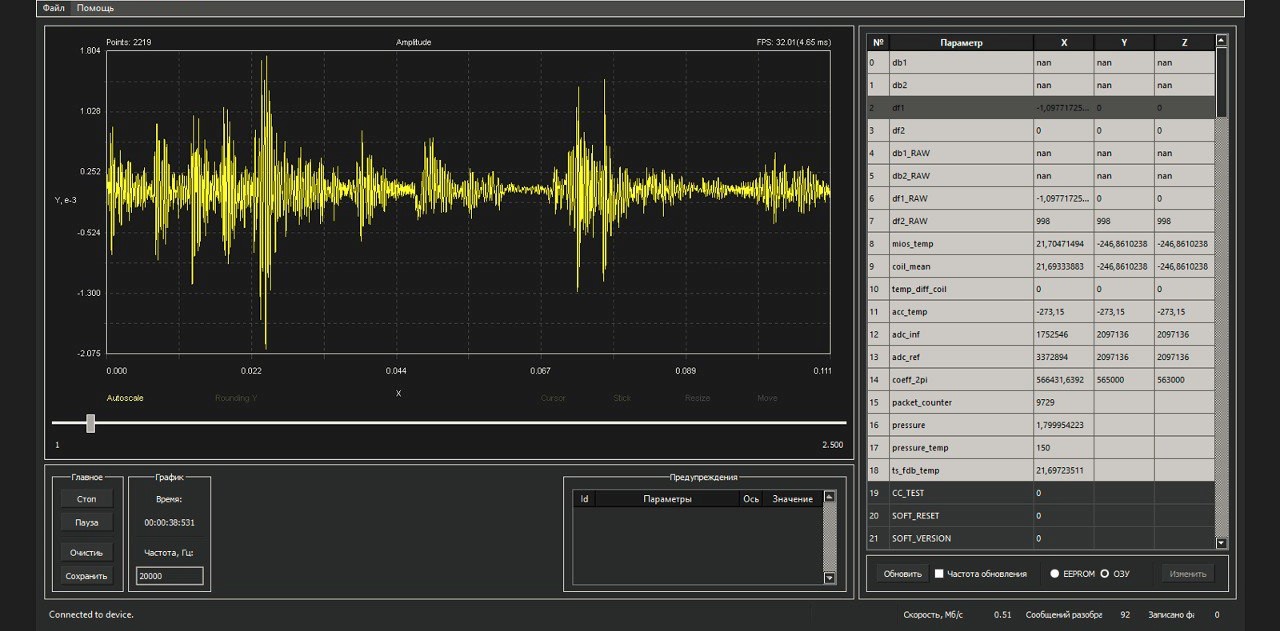 Файл Помощь
Points: 2219 Amplitude FPS: 32.01(4.65 ms)
1.804
1.028
0.252
Y, e-3
-0.524
-1.300
-2.075
0.000 0.022 0.044 0.067 0.089 0.111
X
Autoscale Rounding Y Cursor Stick Resize Move
1 2.500
Главное
Стоп
Пауза
Очистить
Сохранить
График
Время:
00:00:38:531
Частота, Гц:
20000
Предупреждения
Id Параметры Ось Значение
№ Параметр X Y Z
0 db1 nan nan nan
1 db2 nan nan nan
2 df1 -1,09771725... 0 0
3 df2 0 0 0
4 db1_RAW nan nan nan
5 db2_RAW nan nan nan
6 df1_RAW -1,09771725... 0 0
7 df2_RAW 998 998 998
8 mios_temp 21,70471494 -246,8610238 -246,8610238
9 coil_mean 21,69333883 -246,8610238 -246,8610238
10 temp_diff_coil 0 0 0
11 acc_temp -273,15 -273,15 -273,15
12 adc_inf 1752546 2097136 2097136
13 adc_ref 3372894 2097136 2097136
14 coeff_2pi 566431,6392 565000 563000
15 packet_counter 9729
16 pressure 1,799954223
17 pressure_temp 150
18 ts_fdb_temp 21,69723511
19 CC_TEST 0
20 SOFT_RESET 0
21 SOFT_VERSION 0
Обновить Частота обновления EEPROM ОЗУ Изменить
Connected to device. Скорость, Мб/с 0.51 Сообщений разобра 92 Записано фа 0